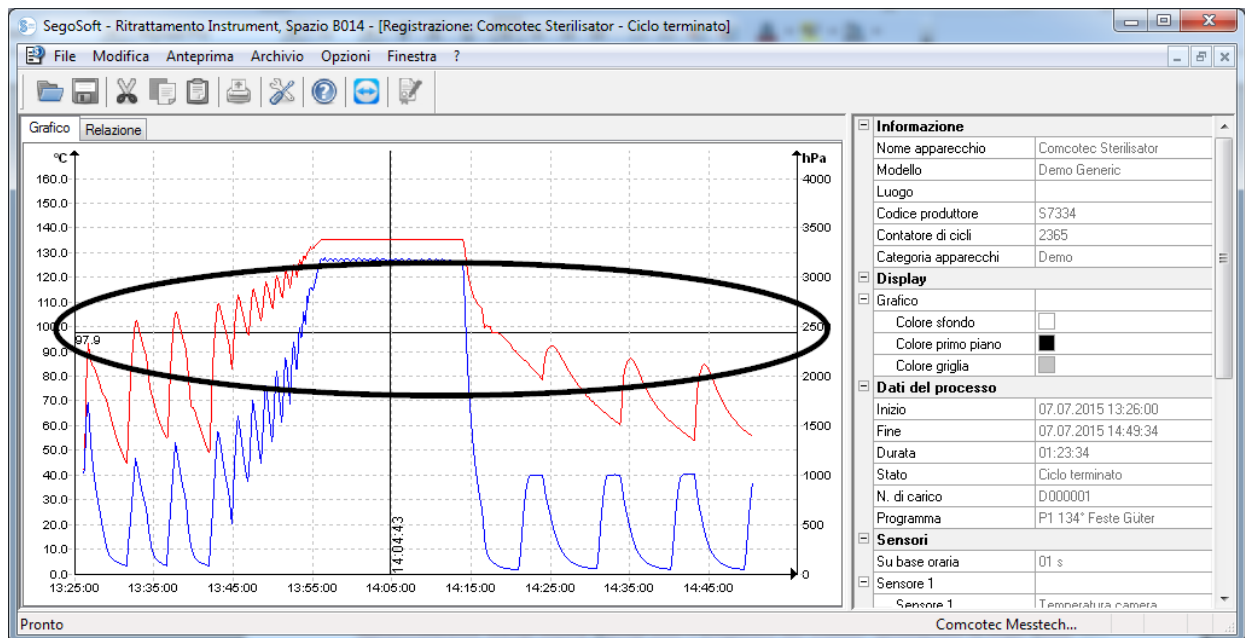 SegoSoft - Ritrattamento Instrument, Spazio B014 - [Registrazione: Comcotec Sterilisator - Ciclo terminato]
File Modifica Anteprima Archivio Opzioni Finestra ?
Grafico Relazione
°C hPa
160.0 4000
150.0
140.0 3500
130.0
120.0 3000
110.0
100.0 2500
97.9
90.0
80.0 2000
70.0
60.0 1500
50.0
40.0 1000
30.0
20.0 500
10.0
0.0 0
14:04:43
13:25:00 13:35:00 13:45:00 13:55:00 14:05:00 14:15:00 14:25:00 14:35:00 14:45:00
Informazione
Nome apparecchio Comcotec Sterilisator
Modello Demo Generic
Luogo
Codice produttore S7334
Contatore di cicli 2365
Categoria apparecchi Demo
Display
Grafico
Colore sfondo
Colore primo piano
Colore griglia
Dati del processo
Inizio 07.07.2015 13:26:00
Fine 07.07.2015 14:49:34
Durata 01:23:34
Stato Ciclo terminato
N. di carico D000001
Programma P1 134° Feste Güter
Sensori
Su base oraria 01 s
Sensore 1
Sensore 1 Temperatura camera
Pronto Comcotec Messtech...